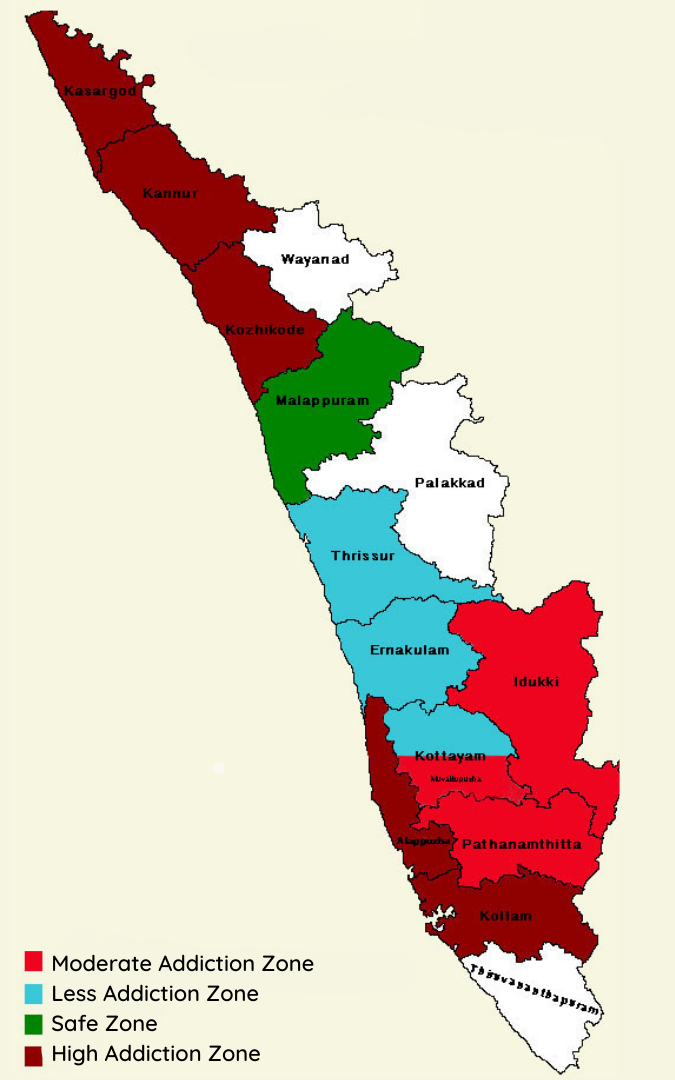 Kasargod
Kannur
Wayanad
Kozhikode
Malappuram
Palakkad
Thrissur
Ernakulam
Idukki
Kottayam
Muvattupuzha
Alappuzha
Pathanamthitta
Kollam
Thiruvananthapuram
Moderate Addiction Zone
Less Addiction Zone
Safe Zone
High Addiction Zone